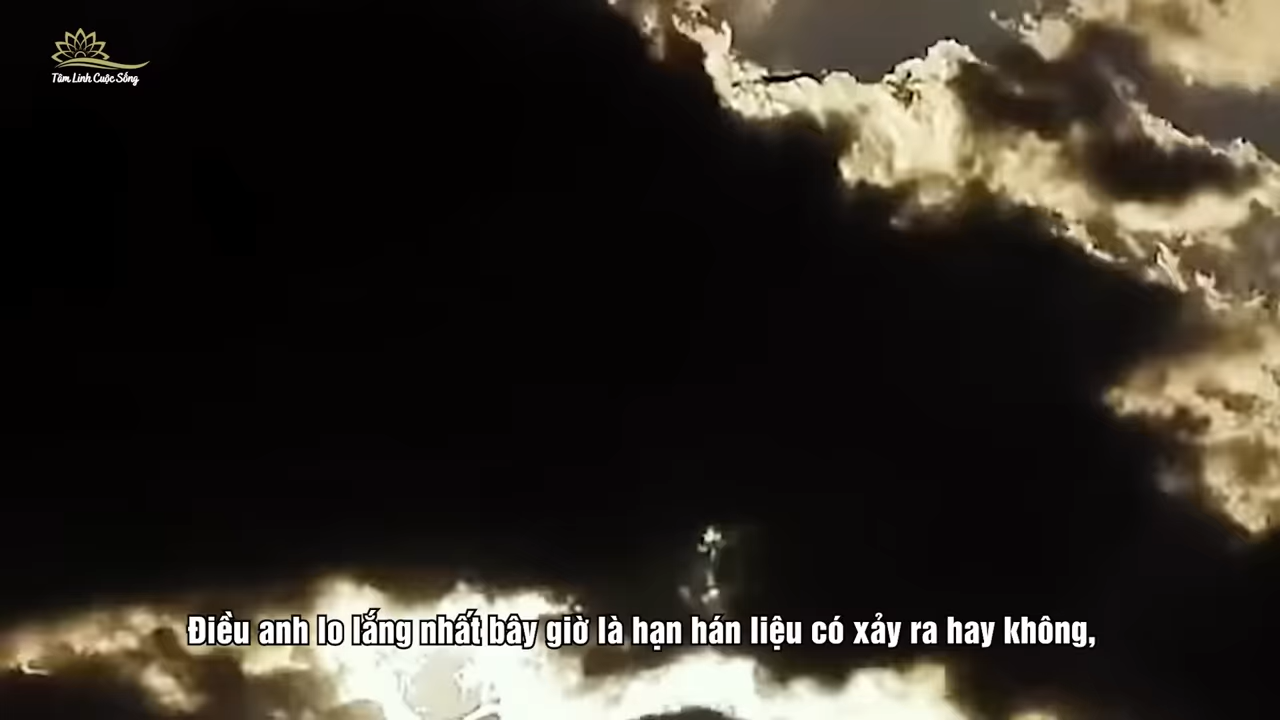 Tâm Linh Cuộc Sống
Điều anh lo lắng nhất bây giờ là hạn hán liệu có xảy ra hay không,